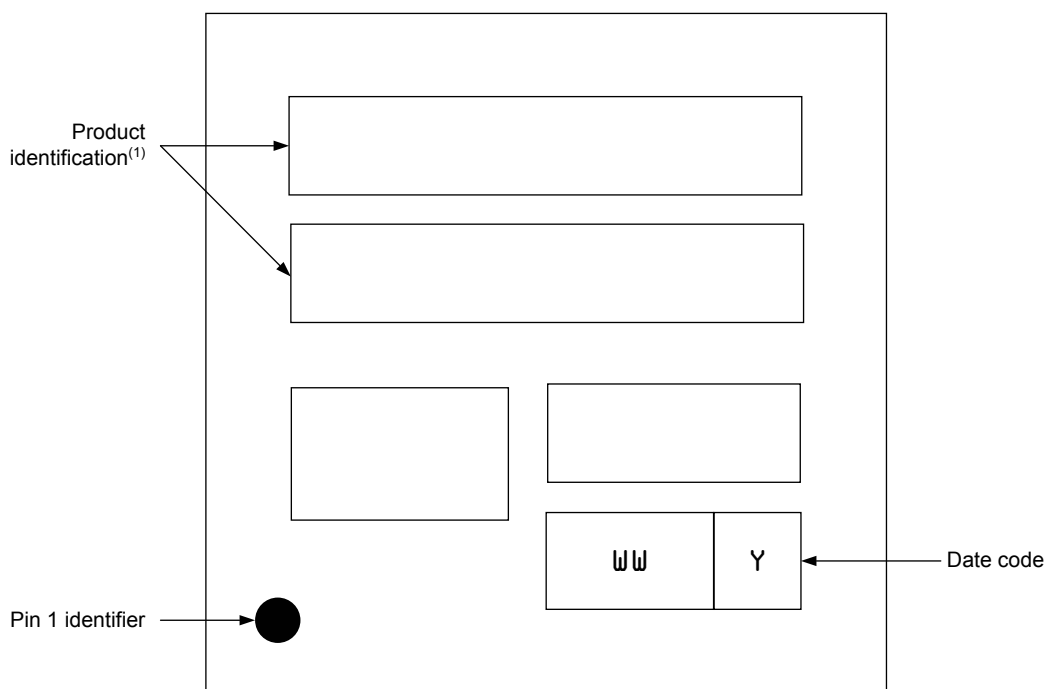 Product
identification(1)
WW Y
Date code
Pin 1 identifier